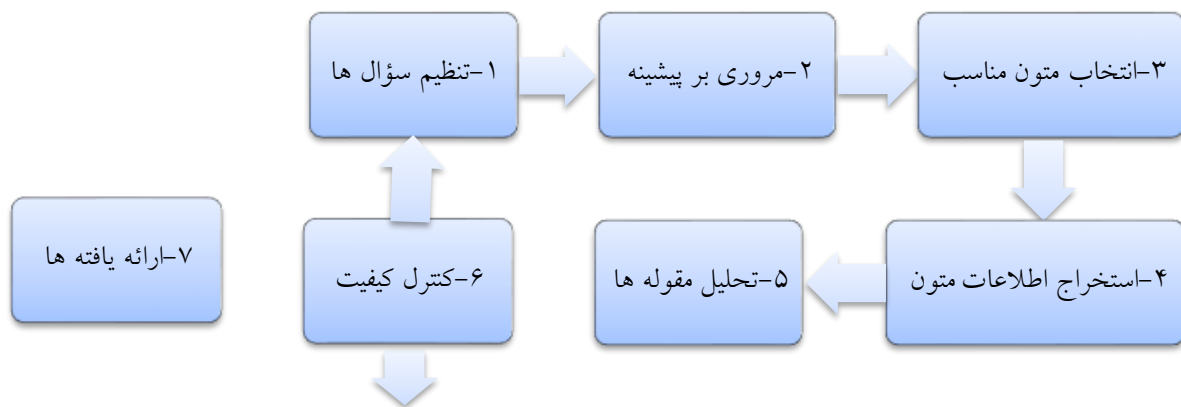 ۱-تنظیم سؤال ها
۲-مروری بر پیشینه
۳-انتخاب متون مناسب
۴-استخراج اطلاعات متون
۵-تحلیل مقوله ها
۶-کنترل کیفیت
۷-ارائه یافته ها